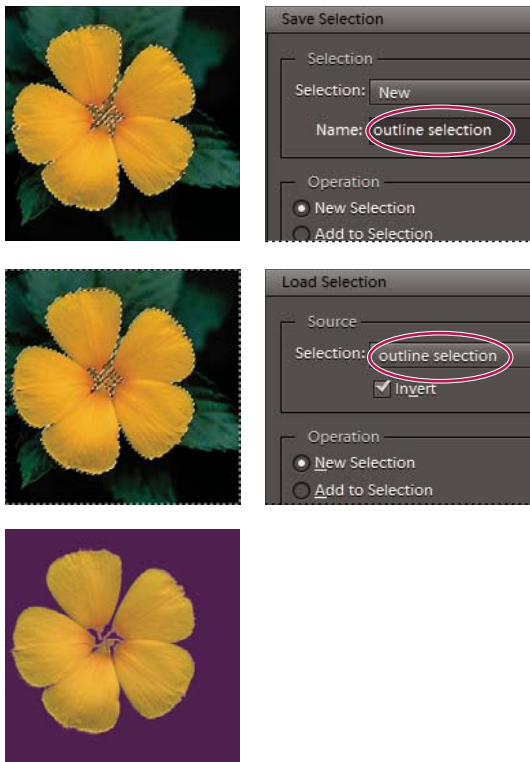 Save Selection
Selection
Selection: New
Name: outline selection
Operation
New Selection
Add to Selection
Load Selection
Source
Selection: outline selection
Invert
Operation
New Selection
Add to Selection